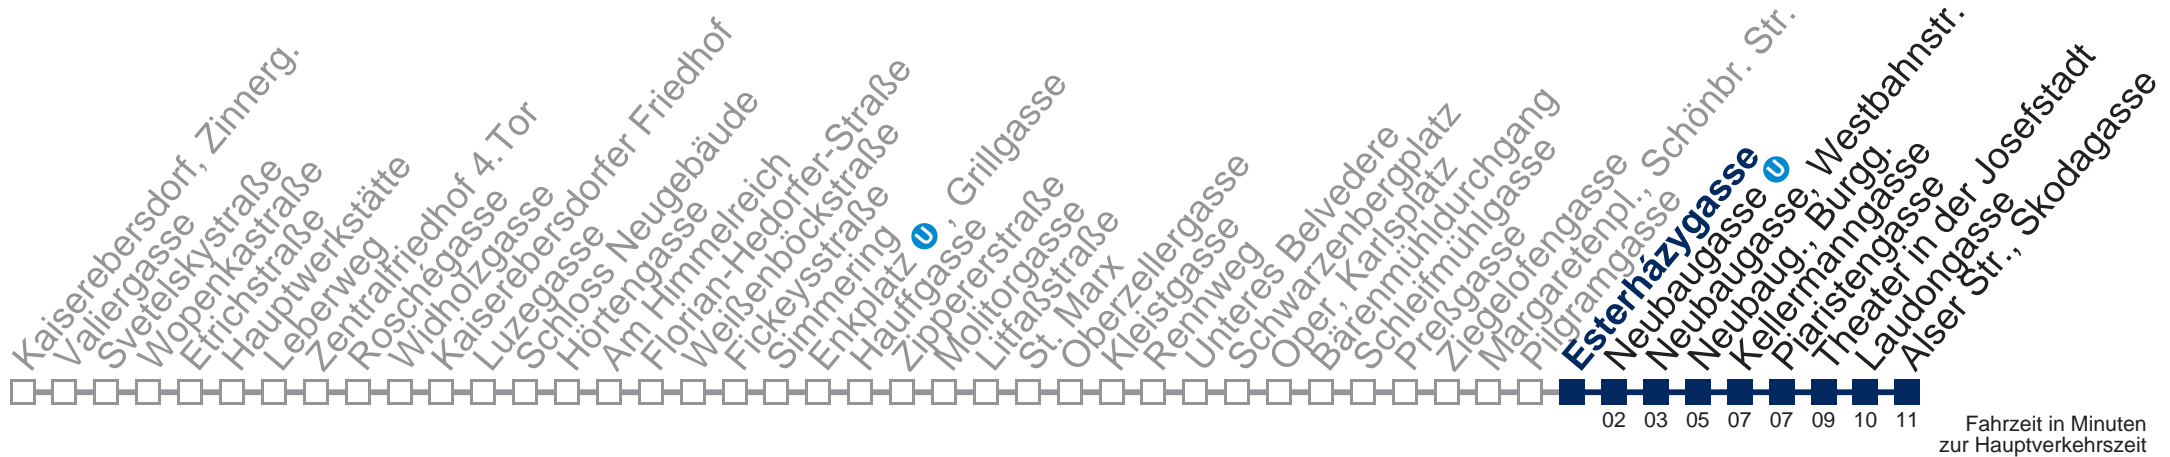 Kaiserebersdorf, Zinnerg.
Valiergasse
Svetelskystraße
Wopenkastraße
Etrichstraße
Hauptwerkstätte
Leberweg
Zentralfriedhof 4.Tor
Roschégasse
Widholzgasse
Kaiserebersdorfer Friedhof
Luzegasse
Schloss Neugebäude
Hörtengasse
Am Himmelreich
Florian-Hedorfer-Straße
Weißenböckstraße
Fickeysstraße
Simmering
Enkplatz U , Grillgasse
Hauffgasse
Zippererstraße
Molitorgasse
Litfaßstraße
St. Marx
Oberzellergasse
Kleistgasse
Rennweg
Unteres Belvedere
Schwarzenbergplatz
Oper, Karlsplatz
Bärenmühldurchgang
Schleifmühlgasse
Preßgasse
Ziegelofengasse
Margaretenpl., Schönbr. Str.
Pilgramgasse
Esterházygasse
Neubaugasse U
Neubaugasse, Westbahnstr.
Neubaug., Burgg.
Kellermanngasse
Piaristengasse
Theater in der Josefstadt
Laudongasse
Alser Str., Skodagasse
02 03 05 07 07 09 10 11
Fahrzeit in Minuten
zur Hauptverkehrszeit